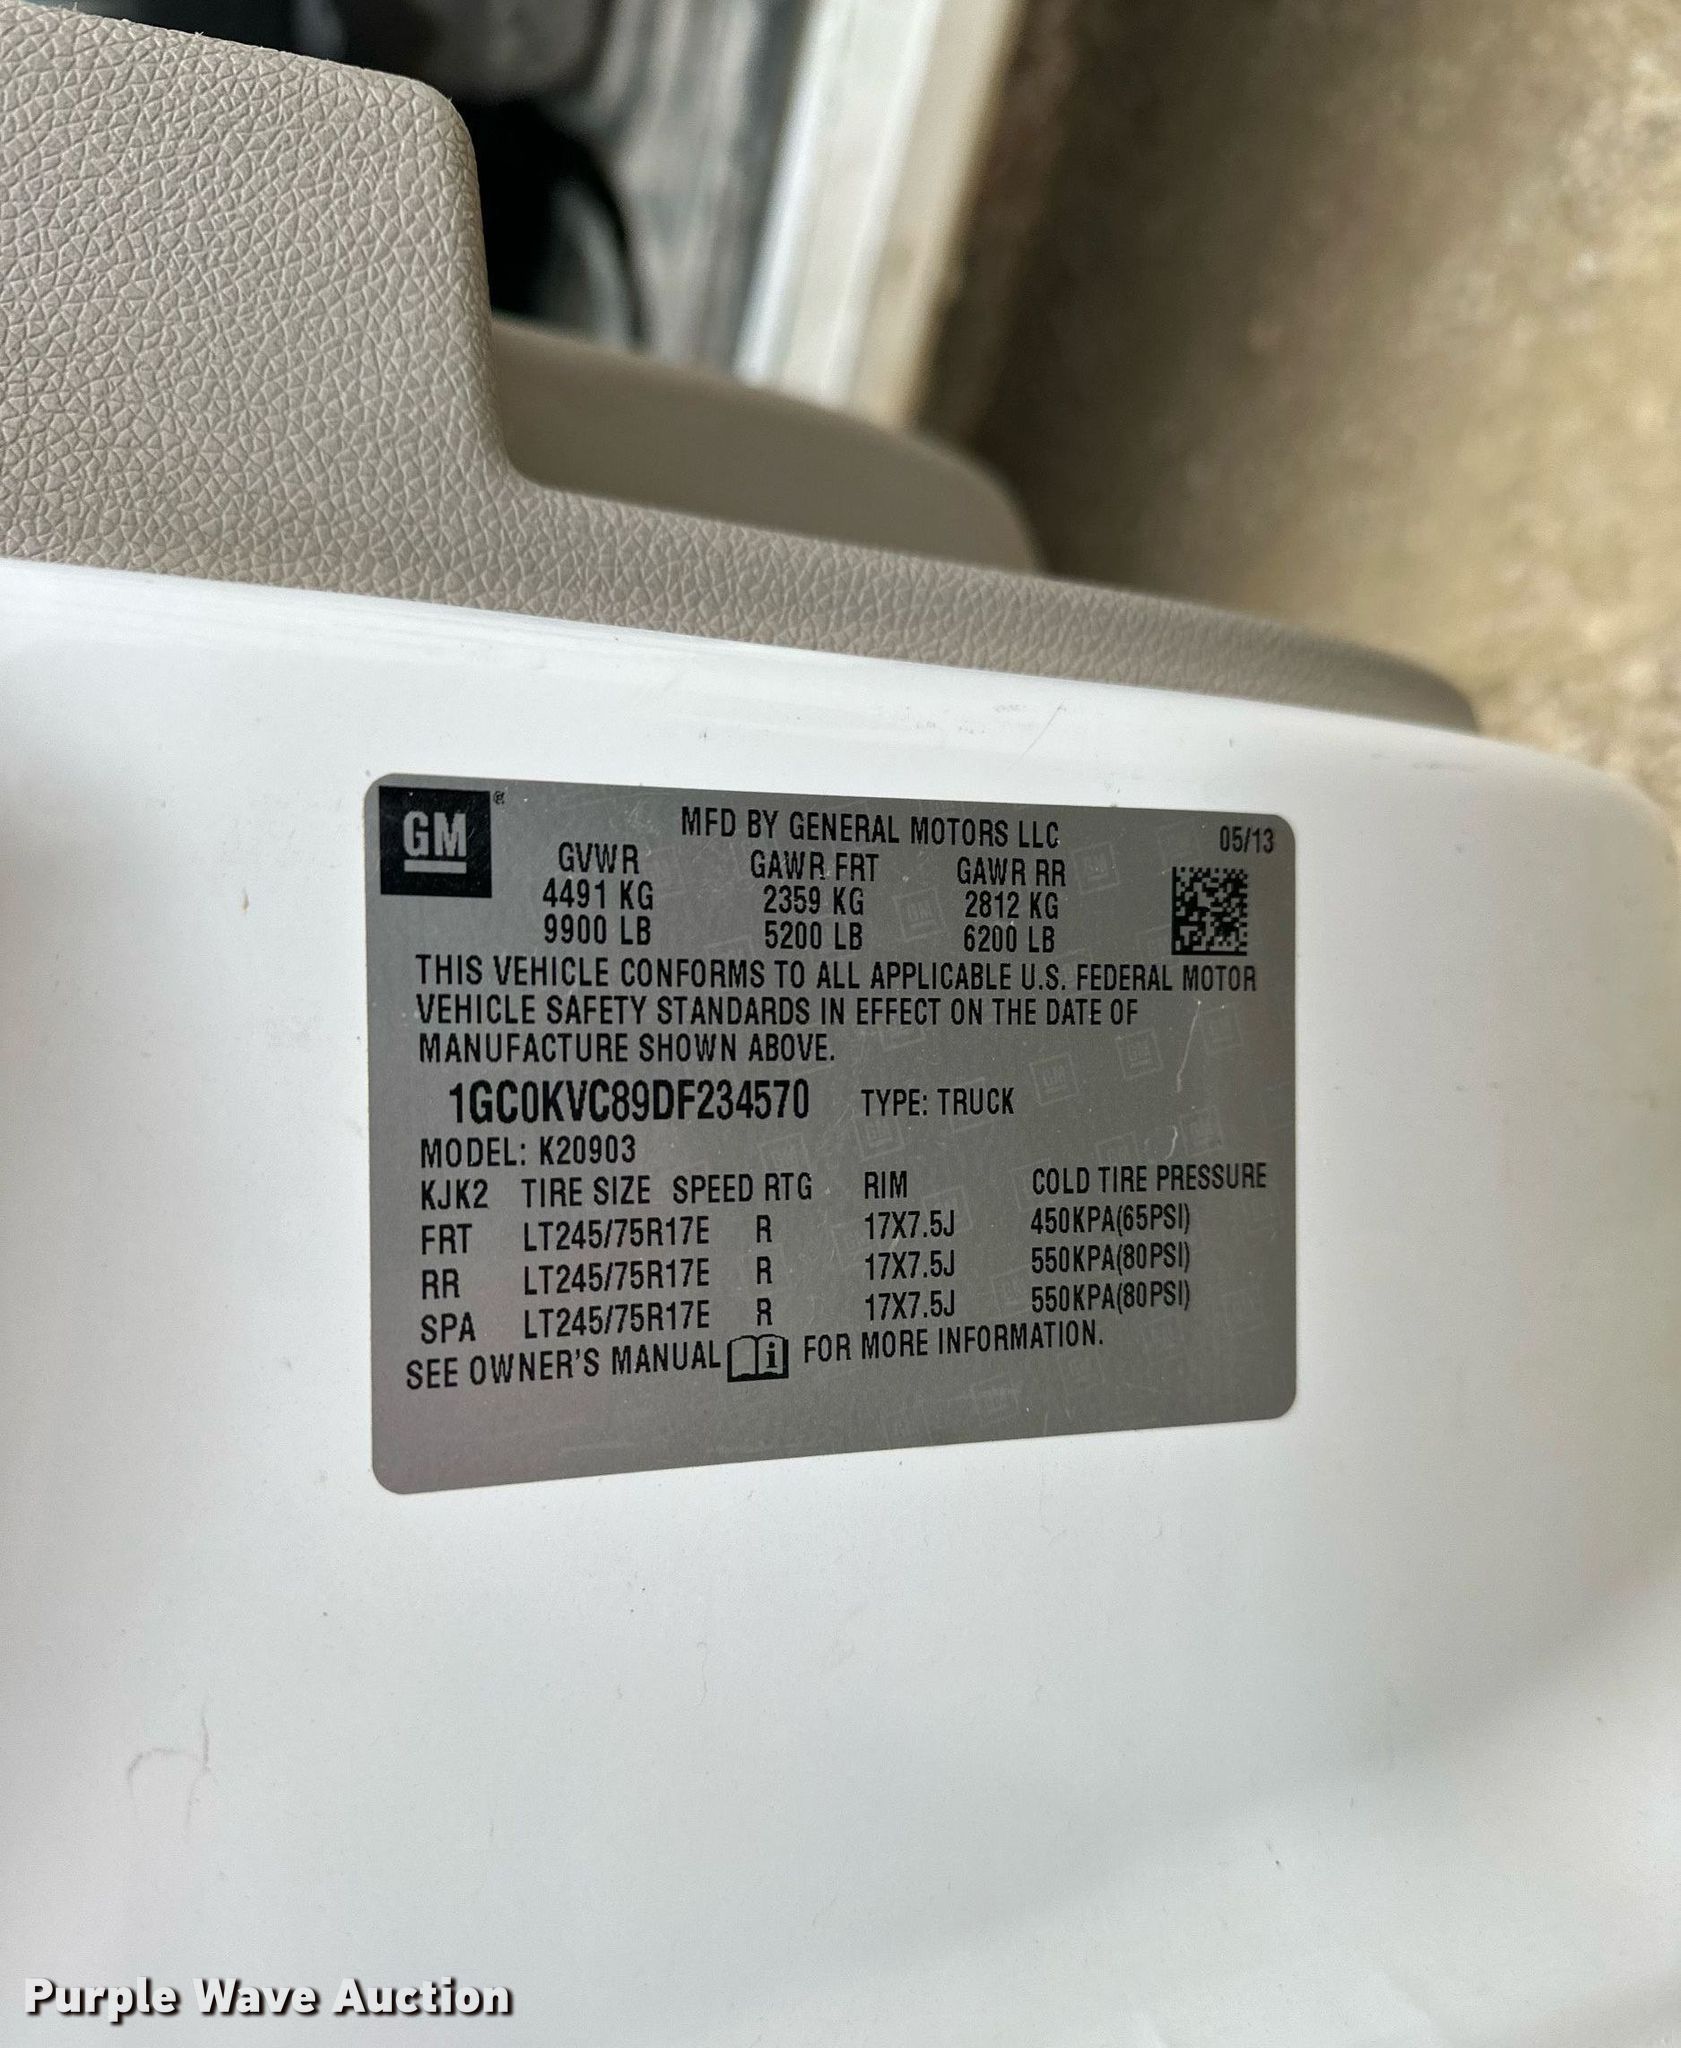 GM ®
MFD BY GENERAL MOTORS LLC 05/13
GVWR GAWR FRT GAWR RR
4491 KG 2359 KG 2812 KG
9900 LB 5200 LB 6200 LB
THIS VEHICLE CONFORMS TO ALL APPLICABLE U.S. FEDERAL MOTOR
VEHICLE SAFETY STANDARDS IN EFFECT ON THE DATE OF
MANUFACTURE SHOWN ABOVE.
1GC0KVC89DF234570 TYPE: TRUCK
MODEL: K20903
KJK2 TIRE SIZE SPEED RTG RIM COLD TIRE PRESSURE
FRT LT245/75R17E R 17X7.5J 450KPA(65PSI)
RR LT245/75R17E R 17X7.5J 550KPA(80PSI)
SPA LT245/75R17E R 17X7.5J 550KPA(80PSI)
SEE OWNER'S MANUAL i FOR MORE INFORMATION.
Purple Wave Auction